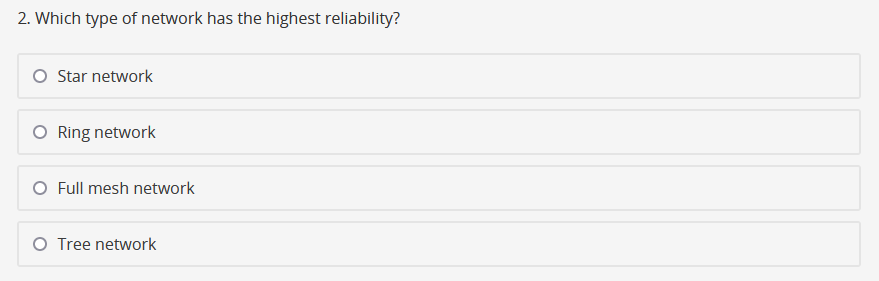 2. Which type of network has the highest reliability?
Star network
Ring network
Full mesh network
Tree network